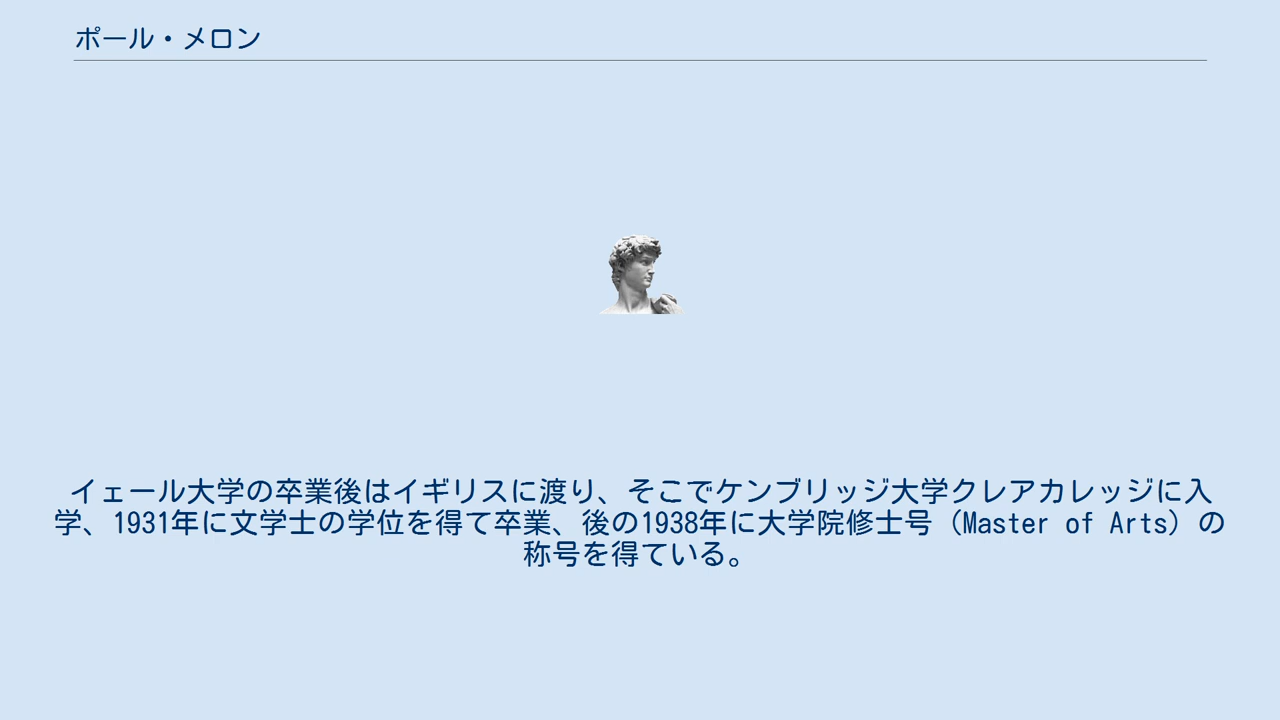 ポール・メロン
イェール大学の卒業後はイギリスに渡り、そこでケンブリッジ大学クレアカレッジに入
学、1931年に文学士の学位を得て卒業、後の1938年に大学院修士号（Master of Arts）の
称号を得ている。